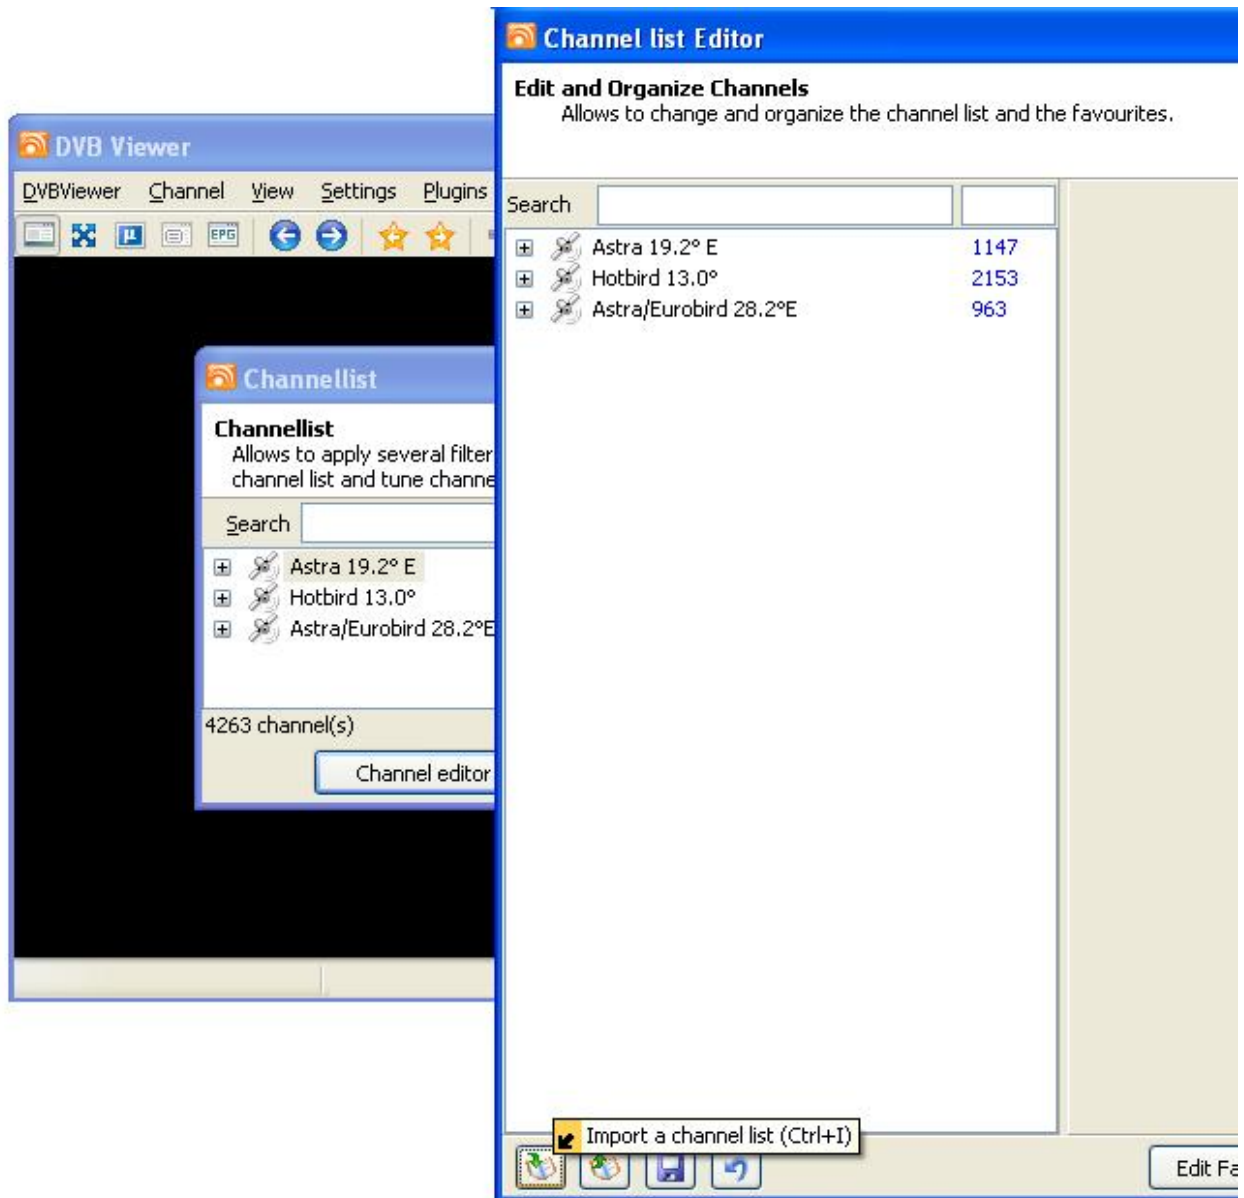 DVB Viewer
DVBViewer Channel View Settings Plugins
EPG
Channellist
Channellist
Allows to apply several filter
channel list and tune channe
Search
Astra 19.2° E
Hotbird 13.0°
Astra/Eurobird 28.2°E
4263 channel(s)
Channel editor
Channel list Editor
Edit and Organize Channels
Allows to change and organize the channel list and the favourites.
Search
Astra 19.2° E 1147
Hotbird 13.0° 2153
Astra/Eurobird 28.2°E 963
Import a channel list (Ctrl+I)
Edit Fa